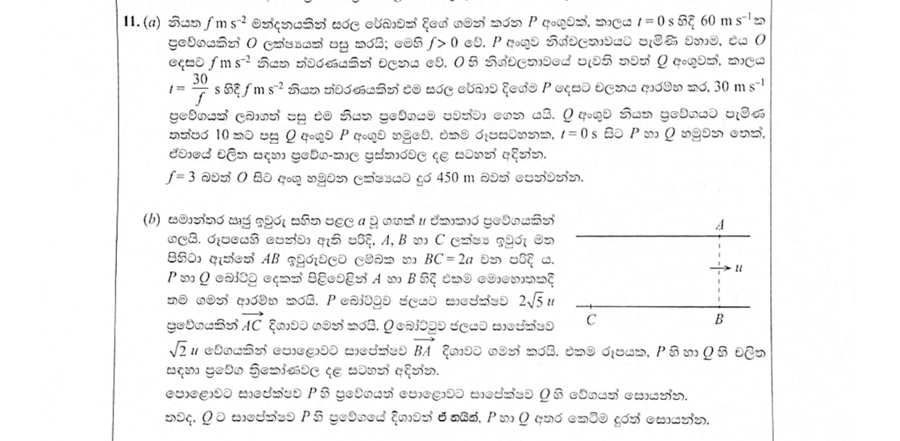 11. (a) නියත f m s⁻² මන්දනයකින් සරල රේඛාවක් දිගේ ගමන් කරන P අංශුවක්, කාලය t = 0 s හිදී 60 m s⁻¹ ක
ප්‍රවේගයකින් O ලක්ෂ්‍යයක් පසු කරයි; මෙහි f > 0 වේ. P අංශුව නිශ්චලතාවයට පැමිණි වහාම, එය O
දෙසට f m s⁻² නියත ත්වරණයකින් චලනය වේ. O හි නිශ්චලතාවයේ පැවති තවත් Q අංශුවක්, කාලය
t = 30/f s හිදී f m s⁻² නියත ත්වරණයකින් එම සරල රේඛාව දිගේම P දෙසට චලනය ආරම්භ කර, 30 m s⁻¹
ප්‍රවේගයක් ලබාගත් පසු එම නියත ප්‍රවේගයම පවත්වා ගෙන යයි. Q අංශුව නියත ප්‍රවේගයට පැමිණ
තත්පර 10 කට පසු Q අංශුව P අංශුව හමුවේ. එකම රූපසටහනක, t = 0 s සිට P හා Q හමුවන තෙක්,
ඒවායේ චලිත සඳහා ප්‍රවේග-කාල ප්‍රස්තාරවල දළ සටහන් අඳින්න.
f = 3 බවත් O සිට අංශු හමුවන ලක්ෂ්‍යයට දුර 450 m බවත් පෙන්වන්න.
(b) සමාන්තර ඍජු ඉවුරු සහිත පළල a වූ ගඟක් u ඒකාකාර ප්‍රවේගයකින්
ගලයි. රූපයෙහි පෙන්වා ඇති පරිදි, A, B හා C ලක්ෂ්‍ය ඉවුරු මත
පිහිටා ඇත්තේ AB ඉවුරුවලට ලම්බක හා BC = 2a වන පරිදි ය.
P හා Q බෝට්ටු දෙකක් පිළිවෙළින් A හා B හිදී එකම මොහොතකදී
තම ගමන් ආරම්භ කරයි. P බෝට්ටුව ජලයට සාපේක්ෂව 2√5 u
ප්‍රවේගයකින් \overrightarrow{AC} දිශාවට ගමන් කරයි. Q බෝට්ටුව ජලයට සාපේක්ෂව
√2 u වේගයකින් පොළොවට සාපේක්ෂව \overrightarrow{BA} දිශාවට ගමන් කරයි. එකම රූපයක, P හි හා Q හි චලිත
සඳහා ප්‍රවේග ත්‍රිකෝණවල දළ සටහන් අඳින්න.
පොළොවට සාපේක්ෂව P හි ප්‍රවේගයත් පොළොවට සාපේක්ෂව Q හි වේගයත් සොයන්න.
තවද, Q ට සාපේක්ෂව P හි ප්‍රවේගයේ දිශාවත් ඒ නයින්, P හා Q අතර කෙටිම දුරත් සොයන්න.
A
u
C
B